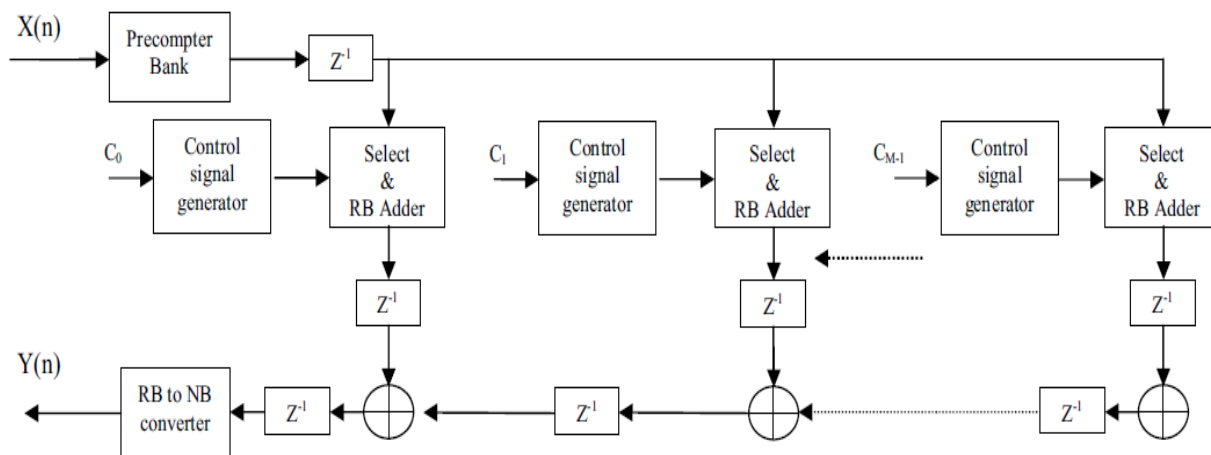 X(n)
Precompter
Bank
Z-1
C0
Control
signal
generator
Select
&
RB Adder
C1
Control
signal
generator
Select
&
RB Adder
CM-1
Control
signal
generator
Select
&
RB Adder
Z-1
Z-1
Z-1
Y(n)
RB to NB
converter
Z-1
Z-1
Z-1